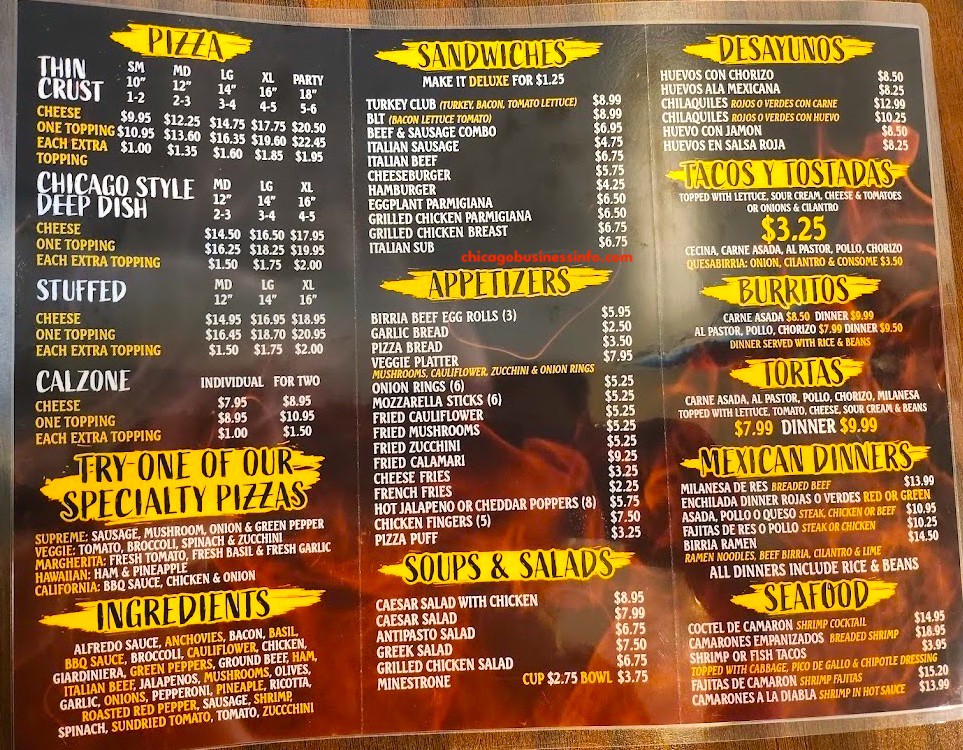 PIZZA
THIN CRUST SM MD LG XL PARTY
10" 12" 14" 16" 18"
1-2 2-3 3-4 4-5 5-6
CHEESE $9.95 $12.25 $14.75 $17.75 $20.50
ONE TOPPING $10.95 $13.60 $16.35 $19.60 $22.45
EACH EXTRA TOPPING $1.00 $1.35 $1.60 $1.85 $1.95
CHICAGO STYLE DEEP DISH MD LG XL
12" 14" 16"
2-3 3-4 4-5
CHEESE $14.50 $16.50 $17.95
ONE TOPPING $16.25 $18.25 $19.95
EACH EXTRA TOPPING $1.50 $1.75 $2.00
STUFFED MD LG XL
12" 14" 16"
CHEESE $14.95 $16.95 $18.95
ONE TOPPING $16.45 $18.70 $20.95
EACH EXTRA TOPPING $1.50 $1.75 $2.00
CALZONE INDIVIDUAL FOR TWO
CHEESE $7.95 $8.95
ONE TOPPING $8.95 $10.95
EACH EXTRA TOPPING $1.00 $1.50
TRY ONE OF OUR
SPECIALTY PIZZAS
SUPREME: SAUSAGE, MUSHROOM, ONION & GREEN PEPPER
VEGGIE: TOMATO, BROCCOLI, SPINACH & ZUCCHINI
MARGHERITA: FRESH TOMATO, FRESH BASIL & FRESH GARLIC
HAWAIIAN: HAM & PINEAPPLE
CALIFORNIA: BBQ SAUCE, CHICKEN & ONION
INGREDIENTS
ALFREDO SAUCE, ANCHOVIES, BACON, BASIL,
BBQ SAUCE, BROCCOLI, CAULIFLOWER, CHICKEN,
GIARDINIERA, GREEN PEPPERS, GROUND BEEF, HAM,
ITALIAN BEEF, JALAPENOS, MUSHROOMS, OLIVES,
GARLIC, ONIONS, PEPPERONI, PINEAPLE, RICOTTA,
ROASTED RED PEPPER, SAUSAGE, SHRIMP,
SPINACH, SUNDRIED TOMATO, TOMATO, ZUCCCHINI
SANDWICHES
MAKE IT DELUXE FOR $1.25
TURKEY CLUB (TURKEY, BACON, TOMATO LETTUCE) $8.99
BLT (BACON LETTUCE TOMATO) $8.99
BEEF & SAUSAGE COMBO $6.95
ITALIAN SAUSAGE $4.75
ITALIAN BEEF $6.75
CHEESEBURGER $5.75
HAMBURGER $4.25
EGGPLANT PARMIGIANA $6.50
GRILLED CHICKEN PARMIGIANA $6.50
GRILLED CHICKEN BREAST $6.75
ITALIAN SUB $6.75
chicagobusinessinfo.com
APPETIZERS
BIRRIA BEEF EGG ROLLS (3) $5.95
GARLIC BREAD $2.50
PIZZA BREAD $3.50
VEGGIE PLATTER $7.95
MUSHROOMS, CAULIFLOWER, ZUCCHINI & ONION RINGS
ONION RINGS (6) $5.25
MOZZARELLA STICKS (6) $5.25
FRIED CAULIFLOWER $5.25
FRIED MUSHROOMS $5.25
FRIED ZUCCHINI $5.25
FRIED CALAMARI $9.25
CHEESE FRIES $3.25
FRENCH FRIES $2.25
HOT JALAPENO OR CHEDDAR POPPERS (8) $5.75
CHICKEN FINGERS (5) $7.50
PIZZA PUFF $3.25
SOUPS & SALADS
CAESAR SALAD WITH CHICKEN $8.95
CAESAR SALAD $7.99
ANTIPASTO SALAD $6.75
GREEK SALAD $7.50
GRILLED CHICKEN SALAD $6.75
MINESTRONE CUP $2.75 BOWL $3.75
DESAYUNOS
HUEVOS CON CHORIZO $8.50
HUEVOS ALA MEXICANA $8.25
CHILAQUILES ROJOS O VERDES CON CARNE $12.99
CHILAQUILES ROJOS O VERDES CON HUEVO $10.25
HUEVO CON JAMON $8.50
HUEVOS EN SALSA ROJA $8.25
TACOS Y TOSTADAS
TOPPED WITH LETTUCE, SOUR CREAM, CHEESE & TOMATOES
OR ONIONS & CILANTRO
$3.25
CECINA, CARNE ASADA, AL PASTOR, POLLO, CHORIZO
QUESABIRRIA: ONION, CILANTRO & CONSOME $3.50
BURRITOS
CARNE ASADA $8.50 DINNER $9.99
AL PASTOR, POLLO, CHORIZO $7.99 DINNER $9.50
DINNER SERVED WITH RICE & BEANS
TORTAS
CARNE ASADA, AL PASTOR, POLLO, CHORIZO, MILANESA
TOPPED WITH LETTUCE, TOMATO, CHEESE, SOUR CREAM & BEANS
$7.99 DINNER $9.99
MEXICAN DINNERS
MILANESA DE RES BREADED BEEF $13.99
ENCHILADA DINNER ROJAS O VERDES RED OR GREEN
ASADA, POLLO O QUESO STEAK, CHICKEN OR BEEF $10.95
FAJITAS DE RES O POLLO STEAK OR CHICKEN $10.25
BIRRIA RAMEN $14.50
RAMEN NOODLES, BEEF BIRRIA, CILANTRO & LIME
ALL DINNERS INCLUDE RICE & BEANS
SEAFOOD
COCTEL DE CAMARON SHRIMP COCKTAIL $14.95
CAMARONES EMPANIZADOS BREADED SHRIMP $18.95
SHRIMP OR FISH TACOS $3.95
TOPPED WITH CABBAGE, PICO DE GALLO & CHIPOTLE DRESSING
FAJITAS DE CAMARON SHRIMP FAJITAS $15.20
CAMARONES A LA DIABLA SHRIMP IN HOT SAUCE $13.99